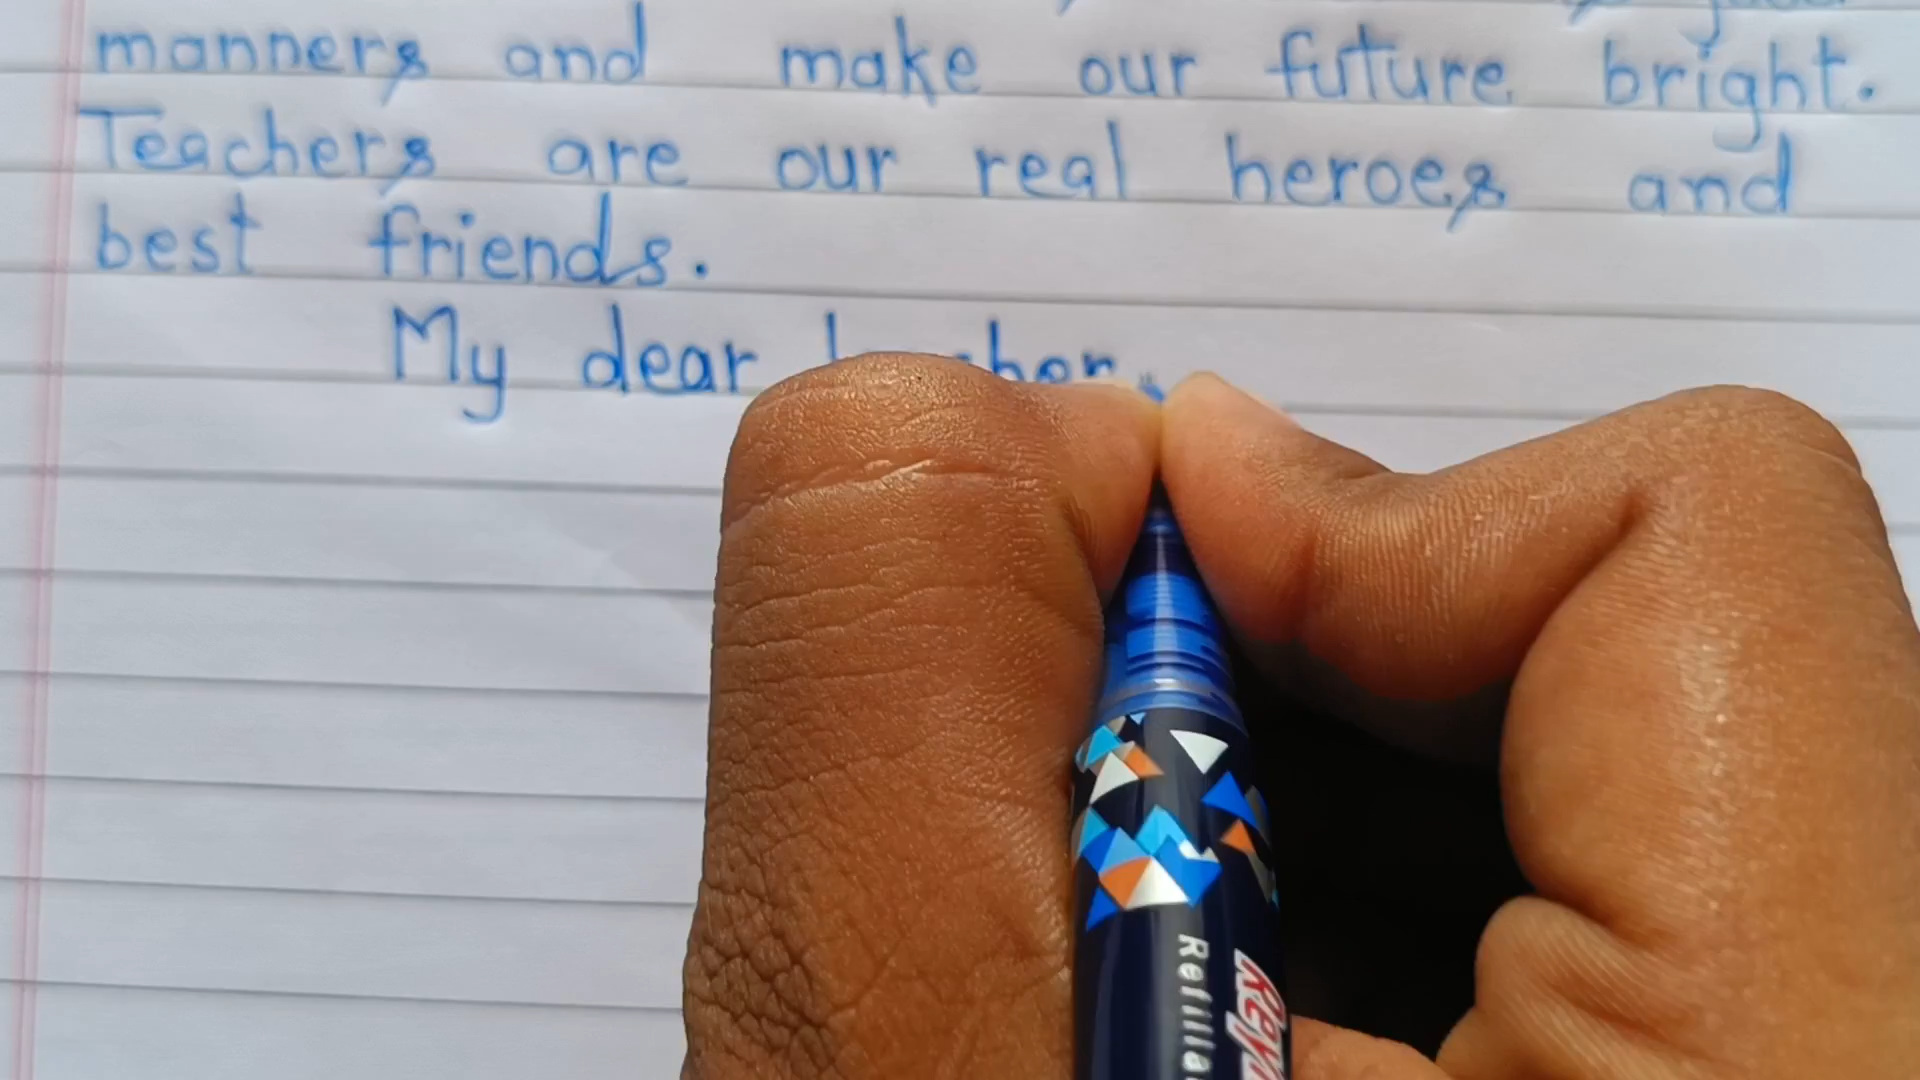 manners and make our future bright.
Teachers are our real heroes and
best friends.
My dear